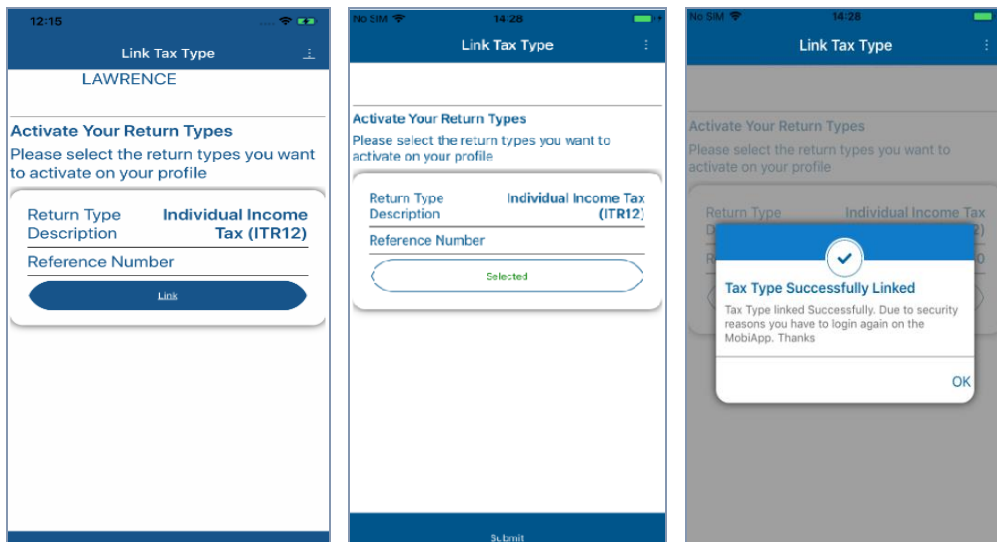 12:15
Link Tax Type
LAWRENCE
Activate Your Return Types
Please select the return types you want
to activate on your profile
Return Type Individual Income
Description Tax (ITR12)
Reference Number
Link
No SIM 14:28
Link Tax Type
Activate Your Return Types
Please select the return types you want to
activate on your profile
Return Type Individual Income Tax
Description (ITR12)
Reference Number
Selected
Submit
No SIM 14:28
Link Tax Type
Activate Your Return Types
Please select the return types you want to
activate on your profile
Return Type Individual Income Tax
Tax Type Successfully Linked
Tax Type linked Successfully. Due to security
reasons you have to login again on the
MobiApp. Thanks
OK